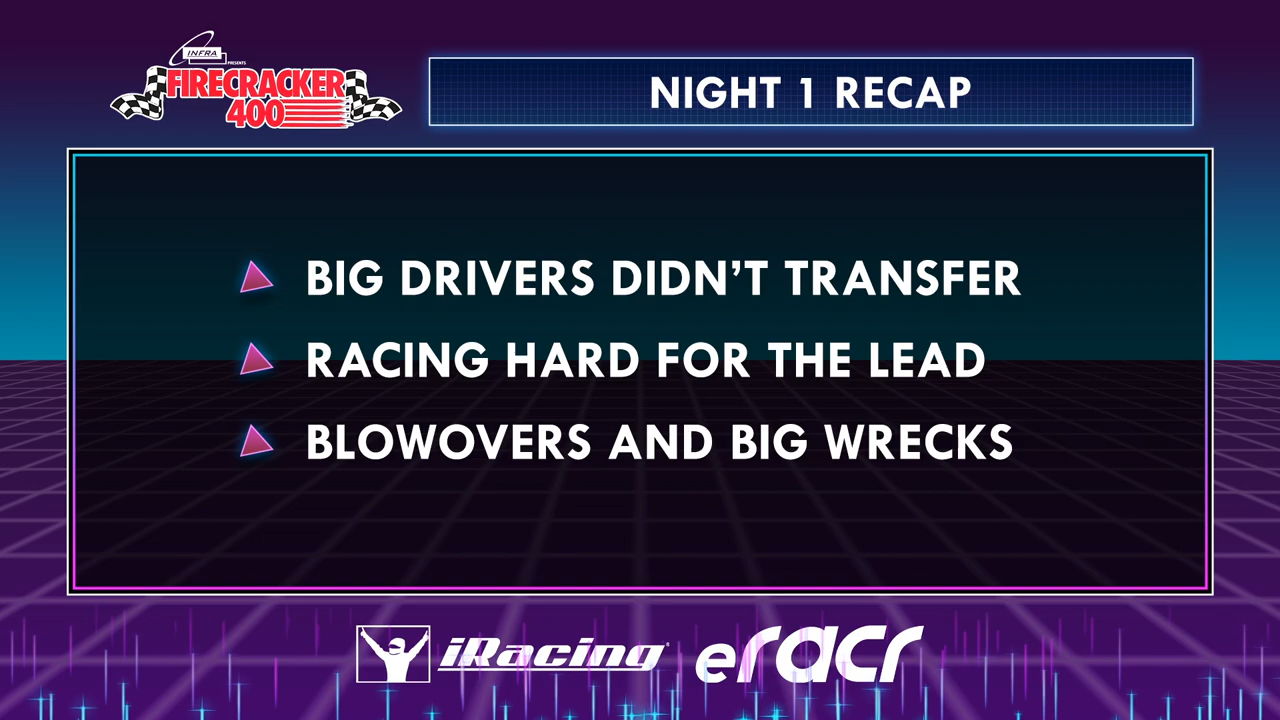 INFRA
PRESENTS
FIRECRACKER
400
NIGHT 1 RECAP
BIG DRIVERS DIDN’T TRANSFER
RACING HARD FOR THE LEAD
BLOWOVERS AND BIG WRECKS
iRacing
eracr